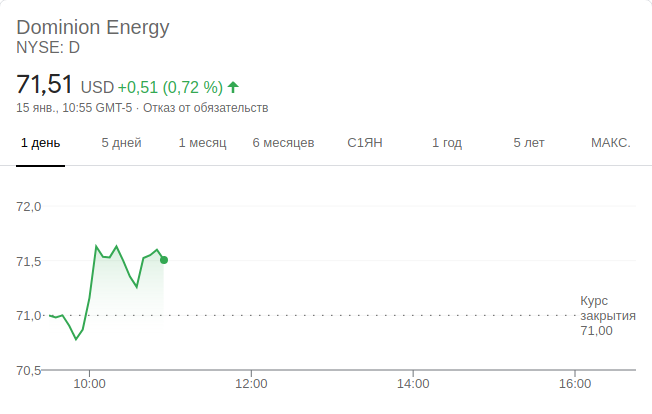 Dominion Energy
NYSE: D
71,51 USD +0,51 (0,72 %)
15 янв., 10:55 GMT-5 · Отказ от обязательств
1 день 5 дней 1 месяц 6 месяцев С1ЯН 1 год 5 лет МАКС.
72,0
71,5
71,0
Курс
закрытия
71,00
70,5
10:00 12:00 14:00 16:00